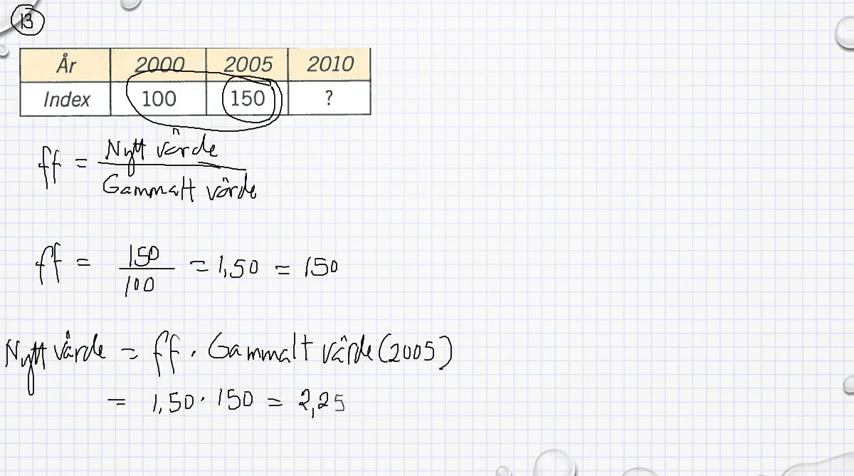 13
År 2000 2005 2010
Index 100 150 ?
ff = Nytt värde / Gammalt värde
ff = 150 / 100 = 1,50 = 150
Nytt värde = ff · Gammalt värde (2005)
= 1,50 · 150 = 2,25